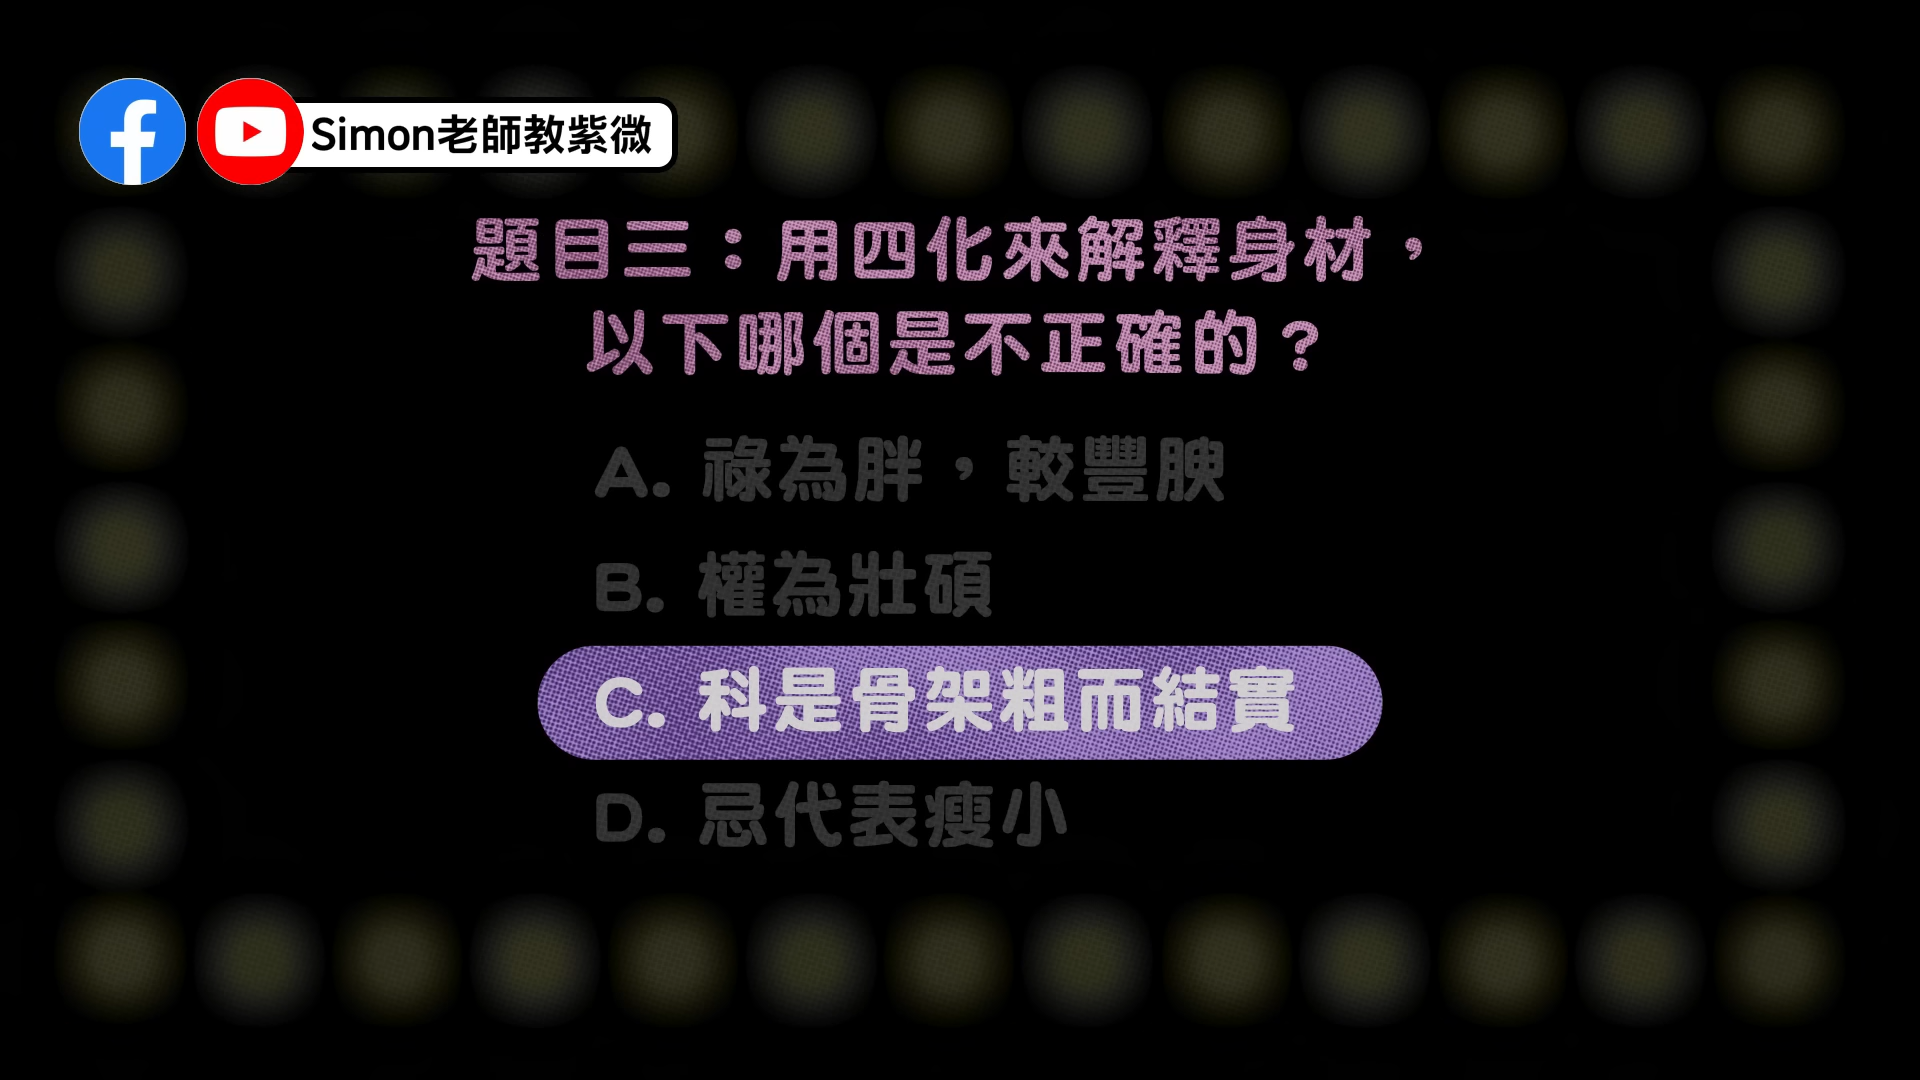 Simon老師教紫微
題目三：用四化來解釋身材，
以下哪個是不正確的？
A. 祿為胖，較豐腴
B. 權為壯碩
C. 科是骨架粗而結實
D. 忌代表瘦小